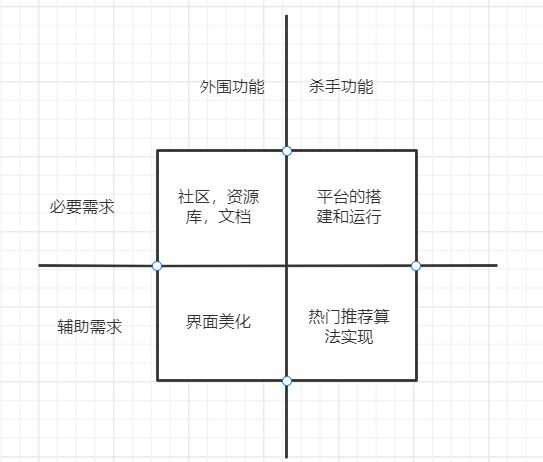 外围功能
杀手功能
必要需求
社区，资源
库，文档
平台的搭
建和运行
辅助需求
界面美化
热门推荐算
法实现